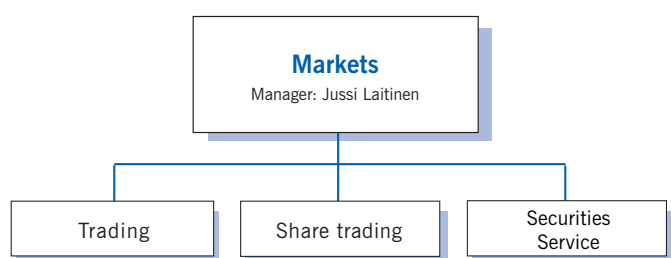 Markets
Manager: Jussi Laitinen
Trading
Share trading
Securities
Service